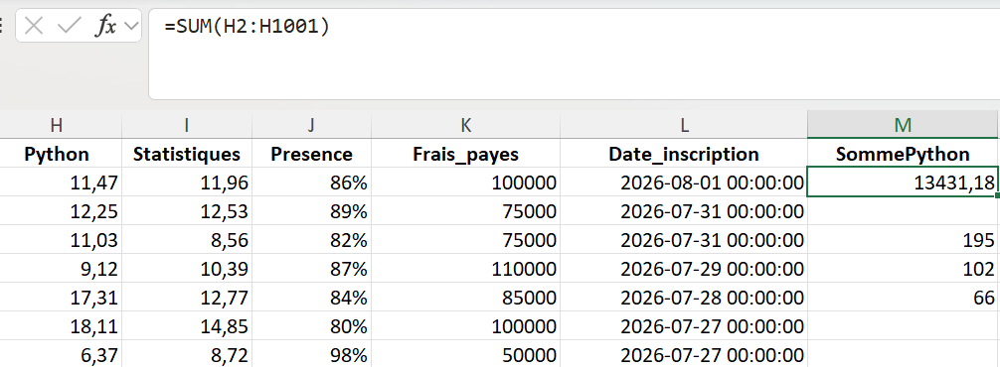 fx =SUM(H2:H1001)
H I J K L M
Python Statistiques Presence Frais_payes Date_inscription SommePython
11,47 11,96 86% 100000 2026-08-01 00:00:00 13431,18
12,25 12,53 89% 75000 2026-07-31 00:00:00
11,03 8,56 82% 75000 2026-07-31 00:00:00 195
9,12 10,39 87% 110000 2026-07-29 00:00:00 102
17,31 12,77 84% 85000 2026-07-28 00:00:00 66
18,11 14,85 80% 100000 2026-07-27 00:00:00
6,37 8,72 98% 50000 2026-07-27 00:00:00